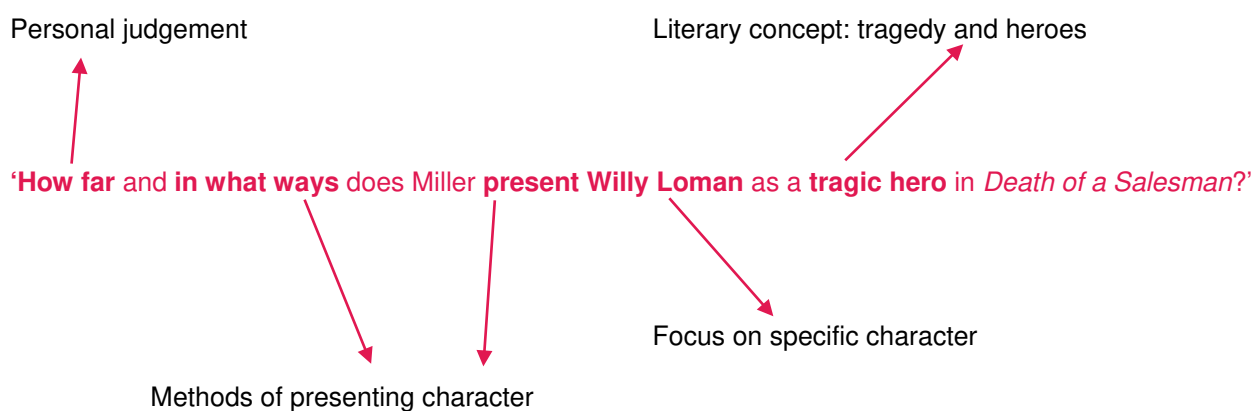 Personal judgement
Literary concept: tragedy and heroes
‘How far and in what ways does Miller present Willy Loman as a tragic hero in Death of a Salesman?’
Focus on specific character
Methods of presenting character